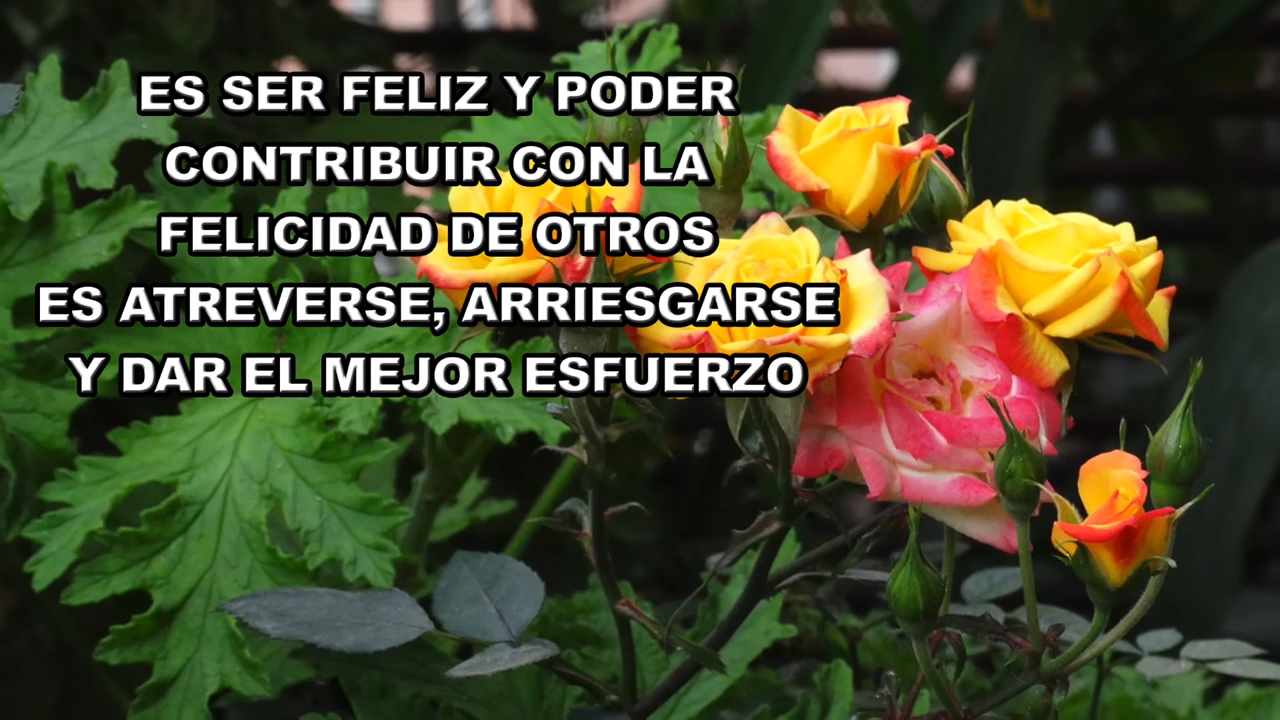 ES SER FELIZ Y PODER
CONTRIBUIR CON LA
FELICIDAD DE OTROS
ES ATREVERSE, ARRIESGARSE
Y DAR EL MEJOR ESFUERZO